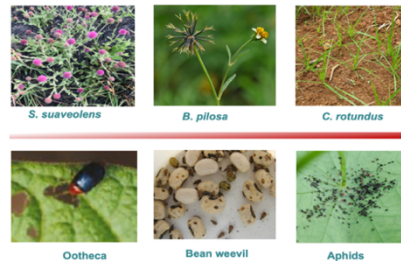 S. suaveolens
B. pilosa
C. rotundus
Ootheca
Bean weevil
Aphids